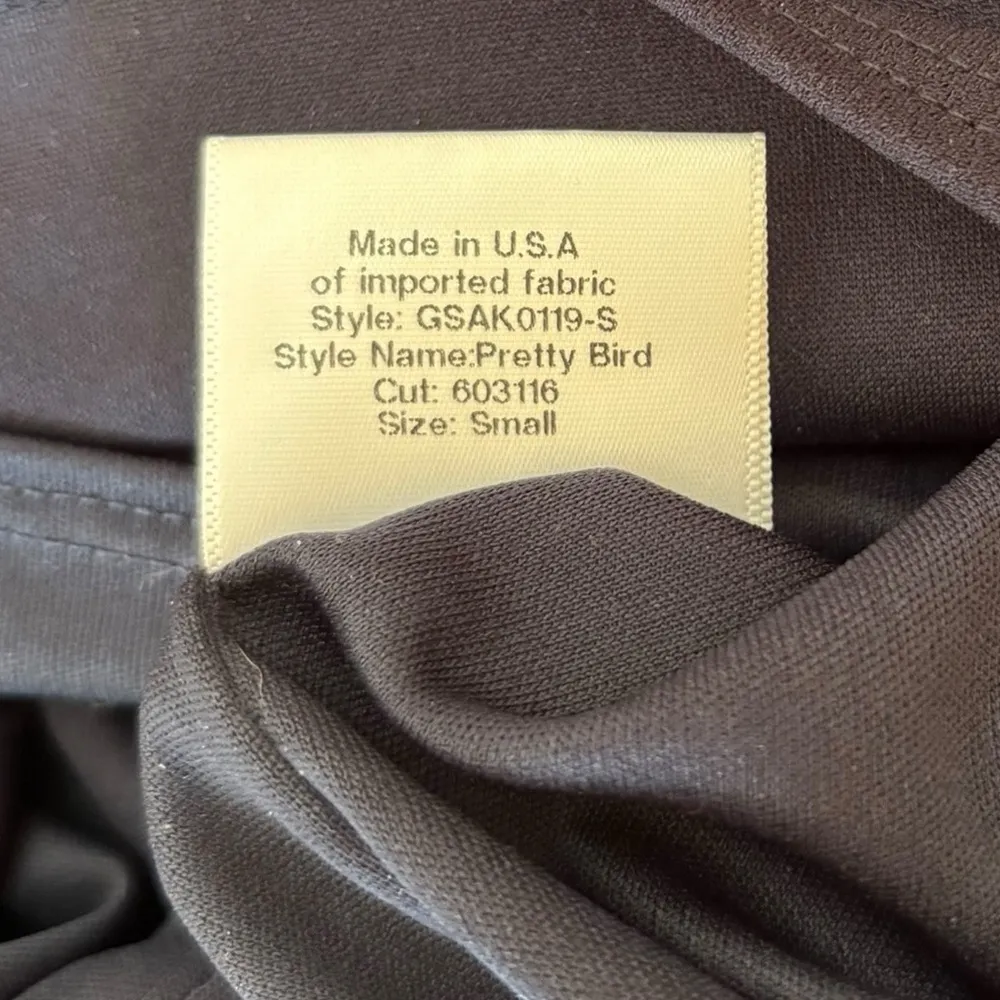 Made in U.S.A
of imported fabric
Style: GSAK0119-S
Style Name:Pretty Bird
Cut: 603116
Size: Small